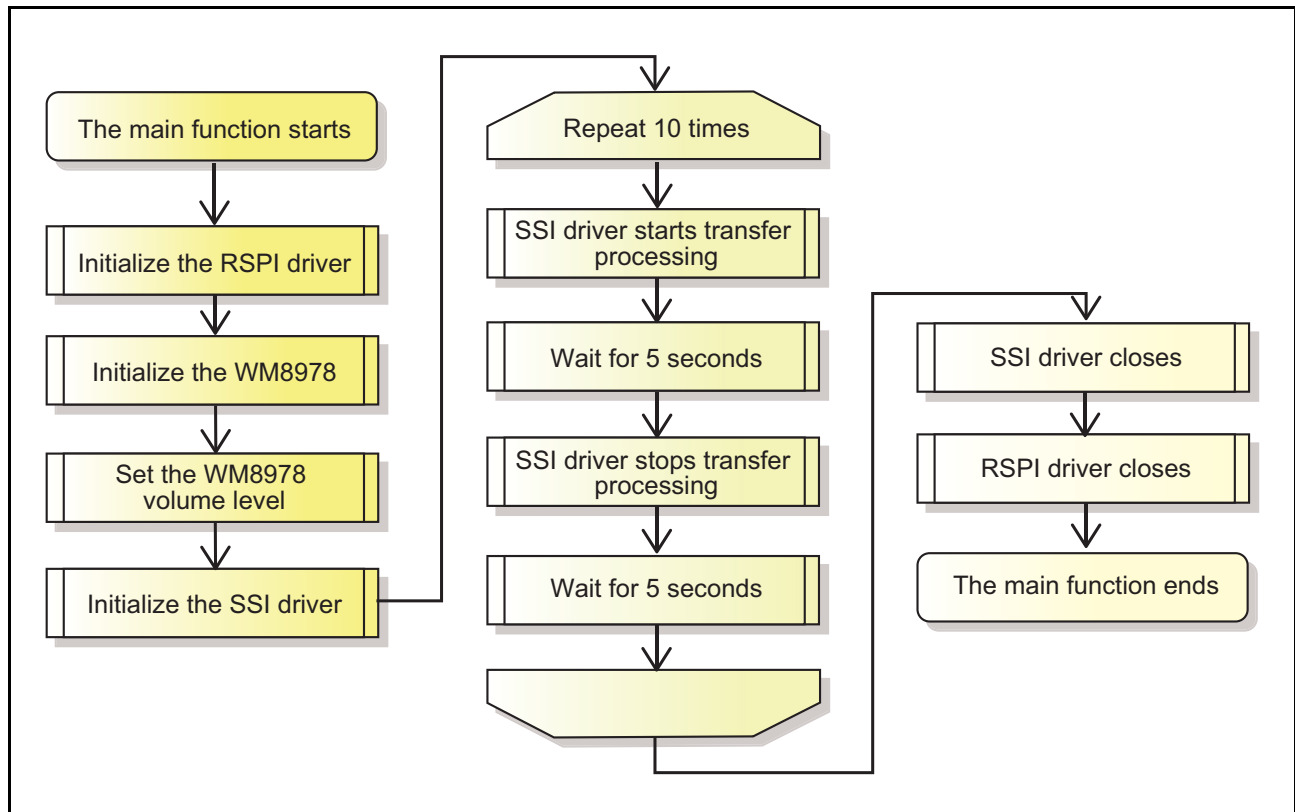 The main function starts
Initialize the RSPI driver
Initialize the WM8978
Set the WM8978
volume level
Initialize the SSI driver
Repeat 10 times
SSI driver starts transfer
processing
Wait for 5 seconds
SSI driver stops transfer
processing
Wait for 5 seconds
SSI driver closes
RSPI driver closes
The main function ends